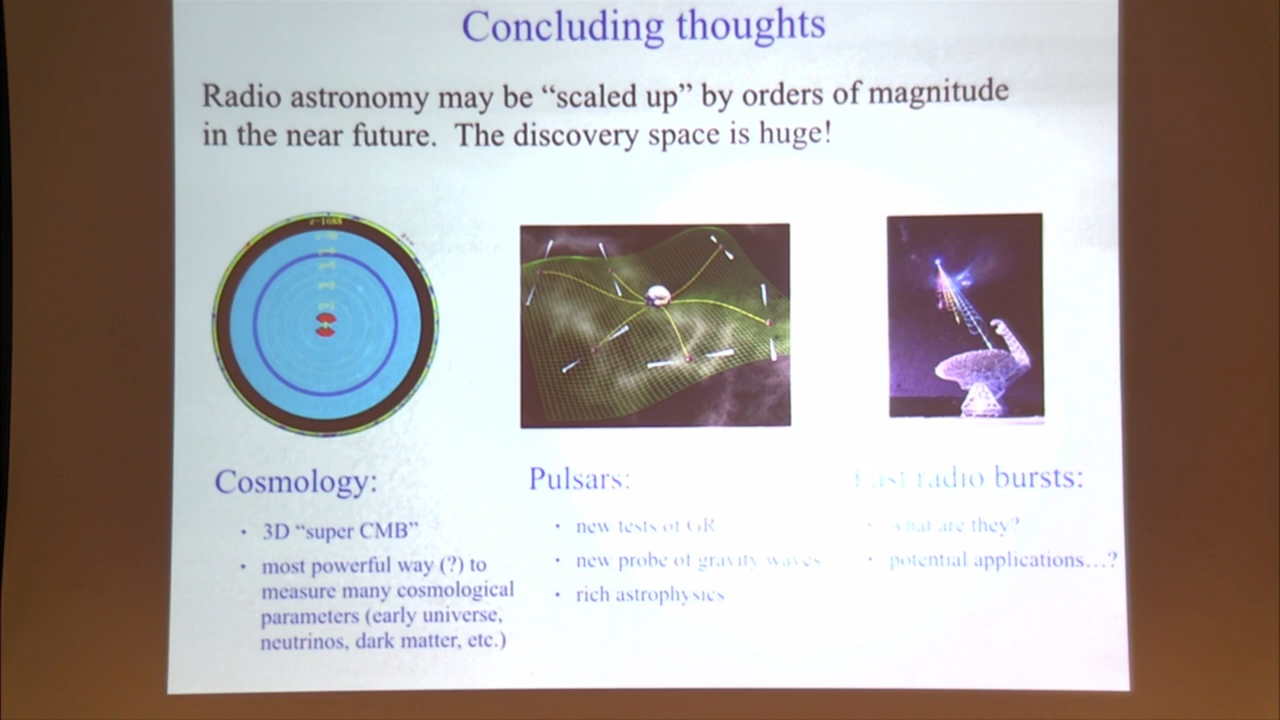 Concluding thoughts
Radio astronomy may be “scaled up” by orders of magnitude
in the near future. The discovery space is huge!
Cosmology:
• 3D “super CMB”
• most powerful way (?) to
measure many cosmological
parameters (early universe,
neutrinos, dark matter, etc.)
Pulsars:
• new tests of GR
• new probe of gravity waves
• rich astrophysics
Fast radio bursts:
• what are they?
• potential applications…?